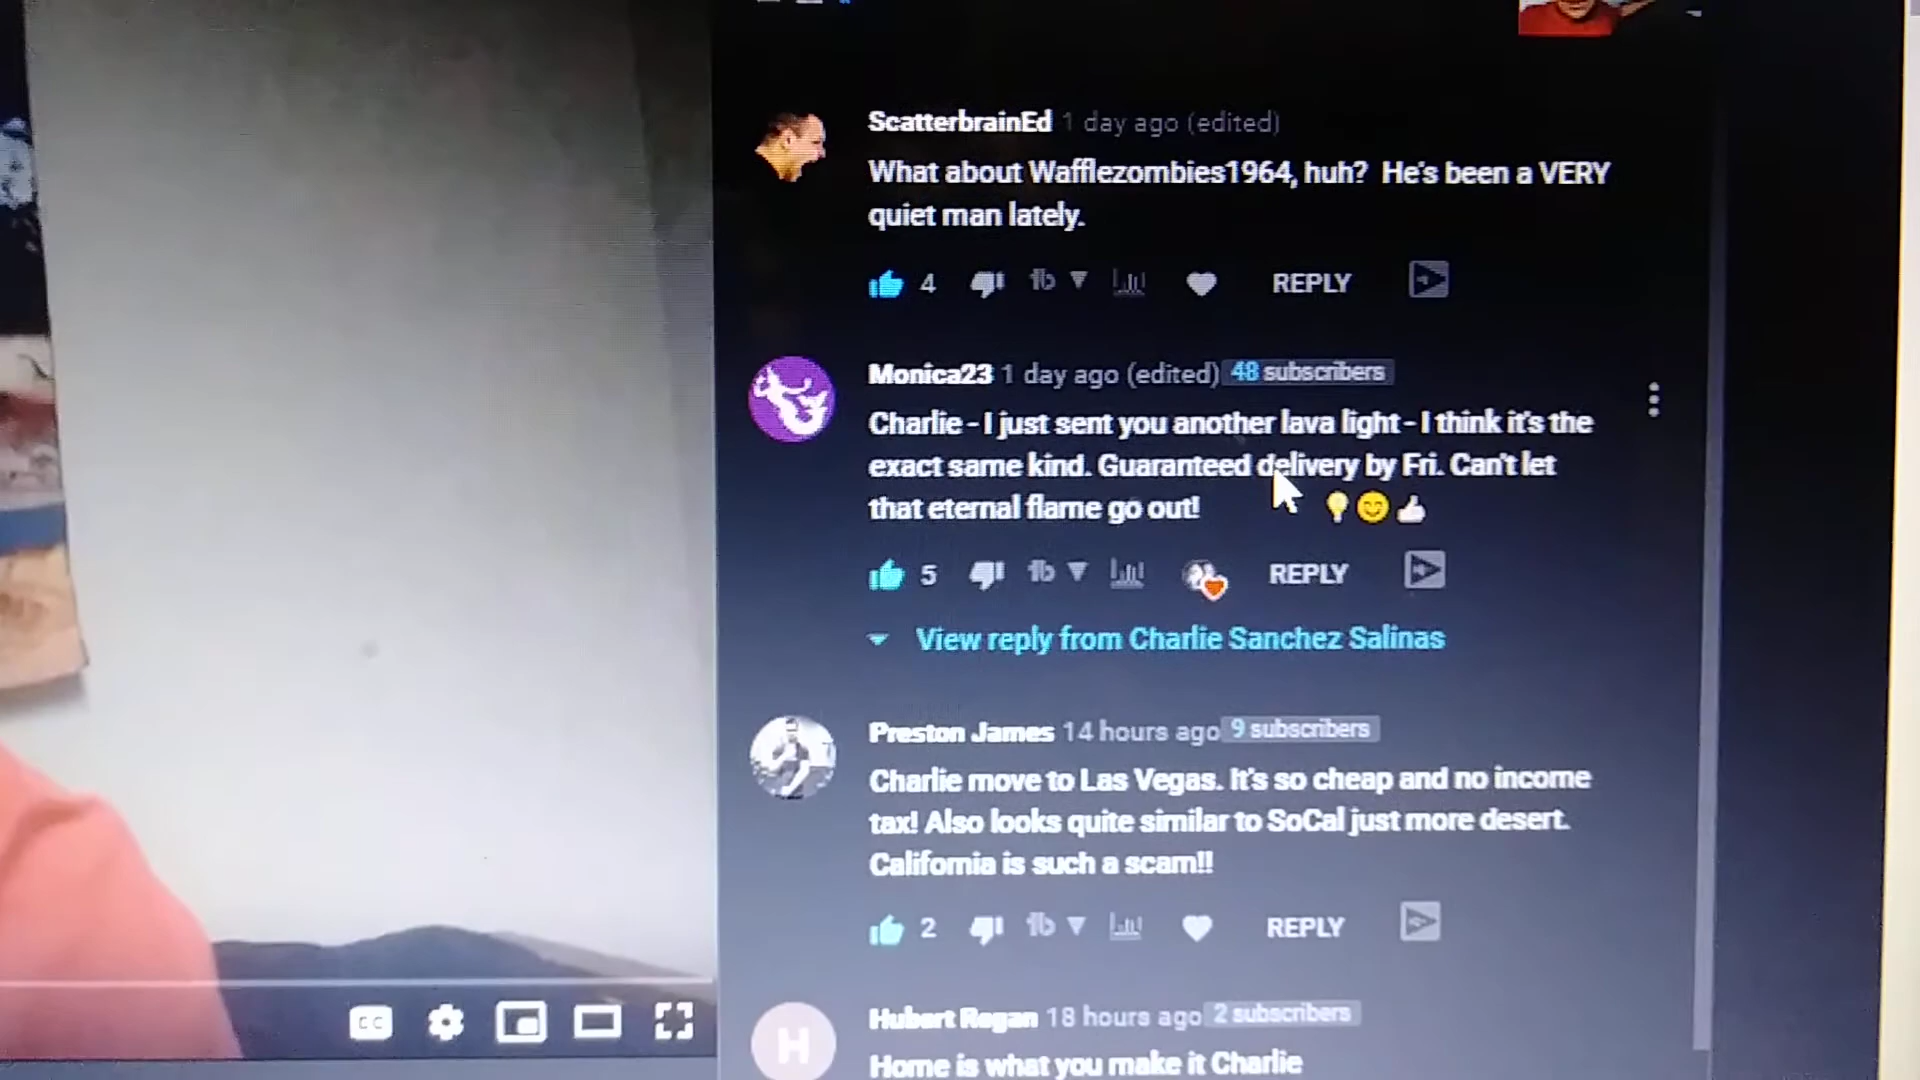 ScatterbrainEd 1 day ago (edited)
What about Wafflezombies1964, huh? He's been a VERY
quiet man lately.
4 REPLY
Monica23 1 day ago (edited) 48 subscribers
Charlie - I just sent you another lava light - I think it's the
exact same kind. Guaranteed delivery by Fri. Can't let
that eternal flame go out! 💡😊👍
5 REPLY
View reply from Charlie Sanchez Salinas
Preston James 14 hours ago 9 subscribers
Charlie move to Las Vegas. It's so cheap and no income
tax! Also looks quite similar to SoCal just more desert.
California is such a scam!!
2 REPLY
CC
Hubert Regan 18 hours ago 2 subscribers
H
Home is what you make it Charlie